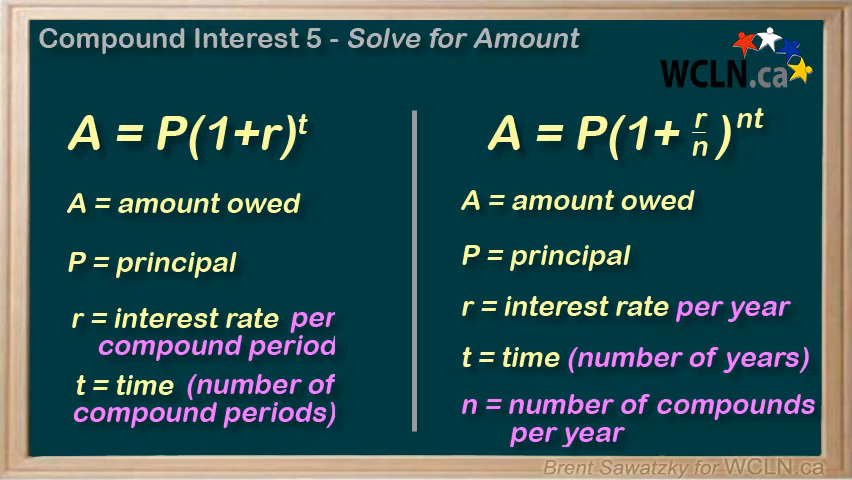 Compound Interest 5 - Solve for Amount
WCLN.ca
A = P(1+r)^t
A = amount owed
P = principal
r = interest rate per
compound period
t = time (number of
compound periods)
A = P(1+ r/n )^nt
A = amount owed
P = principal
r = interest rate per year
t = time (number of years)
n = number of compounds
per year
Brent Sawatzky for WCLN.ca